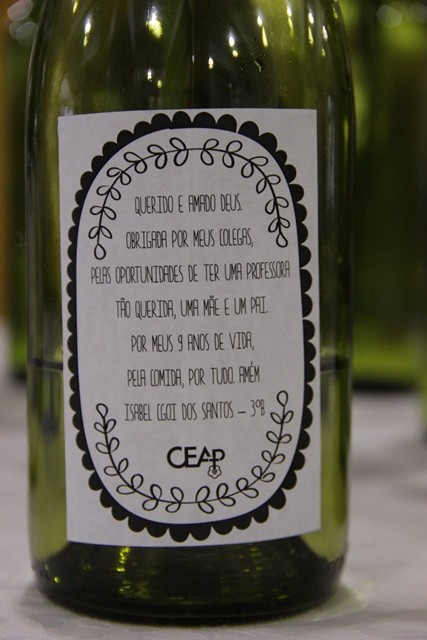 QUERIDO E AMADO DEUS.
OBRIGADA POR MEUS COLEGAS,
PELAS OPORTUNIDADES DE TER UMA PROFESSORA
TÃO QUERIDA, UMA MÃE E UM PAI.
POR MEUS 9 ANOS DE VIDA,
PELA COMIDA, POR TUDO. AMÉM
ISABEL CGOI DOS SANTOS – 3ºB
CEAP